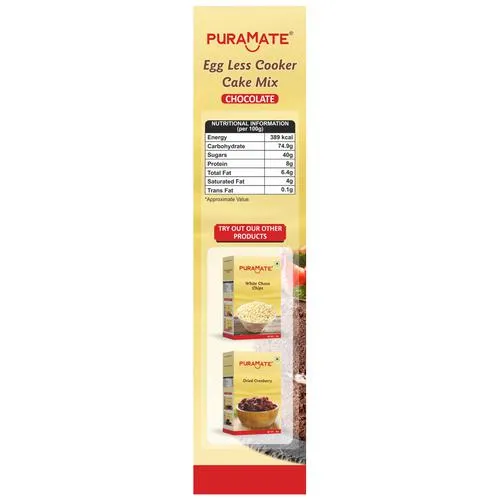 PURAMATE®
Egg Less Cooker
Cake Mix
CHOCOLATE
NUTRITIONAL INFORMATION
(per 100g)
Energy 389 kcal
Carbohydrate 74.9g
Sugars 40g
Protein 8g
Total Fat 6.4g
Saturated Fat 4g
Trans Fat 0.1g
*Approximate Value.
TRY OUT OUR OTHER
PRODUCTS
PURAMATE
White Choco
Chips
PURAMATE
Dried Cranberry